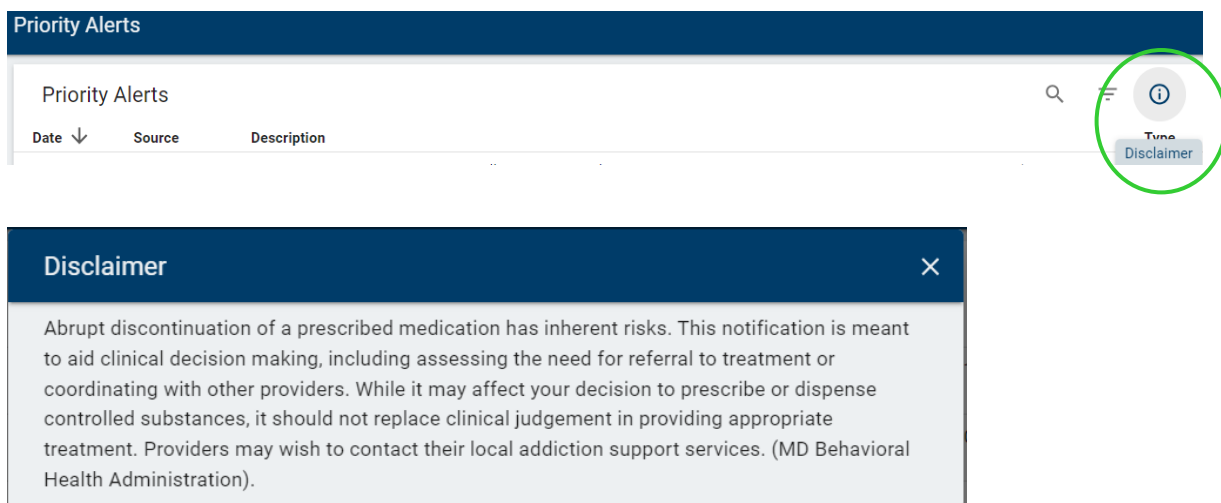 Priority Alerts
Priority Alerts
Date Source Description Type
Disclaimer
Disclaimer
Abrupt discontinuation of a prescribed medication has inherent risks. This notification is meant
to aid clinical decision making, including assessing the need for referral to treatment or
coordinating with other providers. While it may affect your decision to prescribe or dispense
controlled substances, it should not replace clinical judgement in providing appropriate
treatment. Providers may wish to contact their local addiction support services. (MD Behavioral
Health Administration).